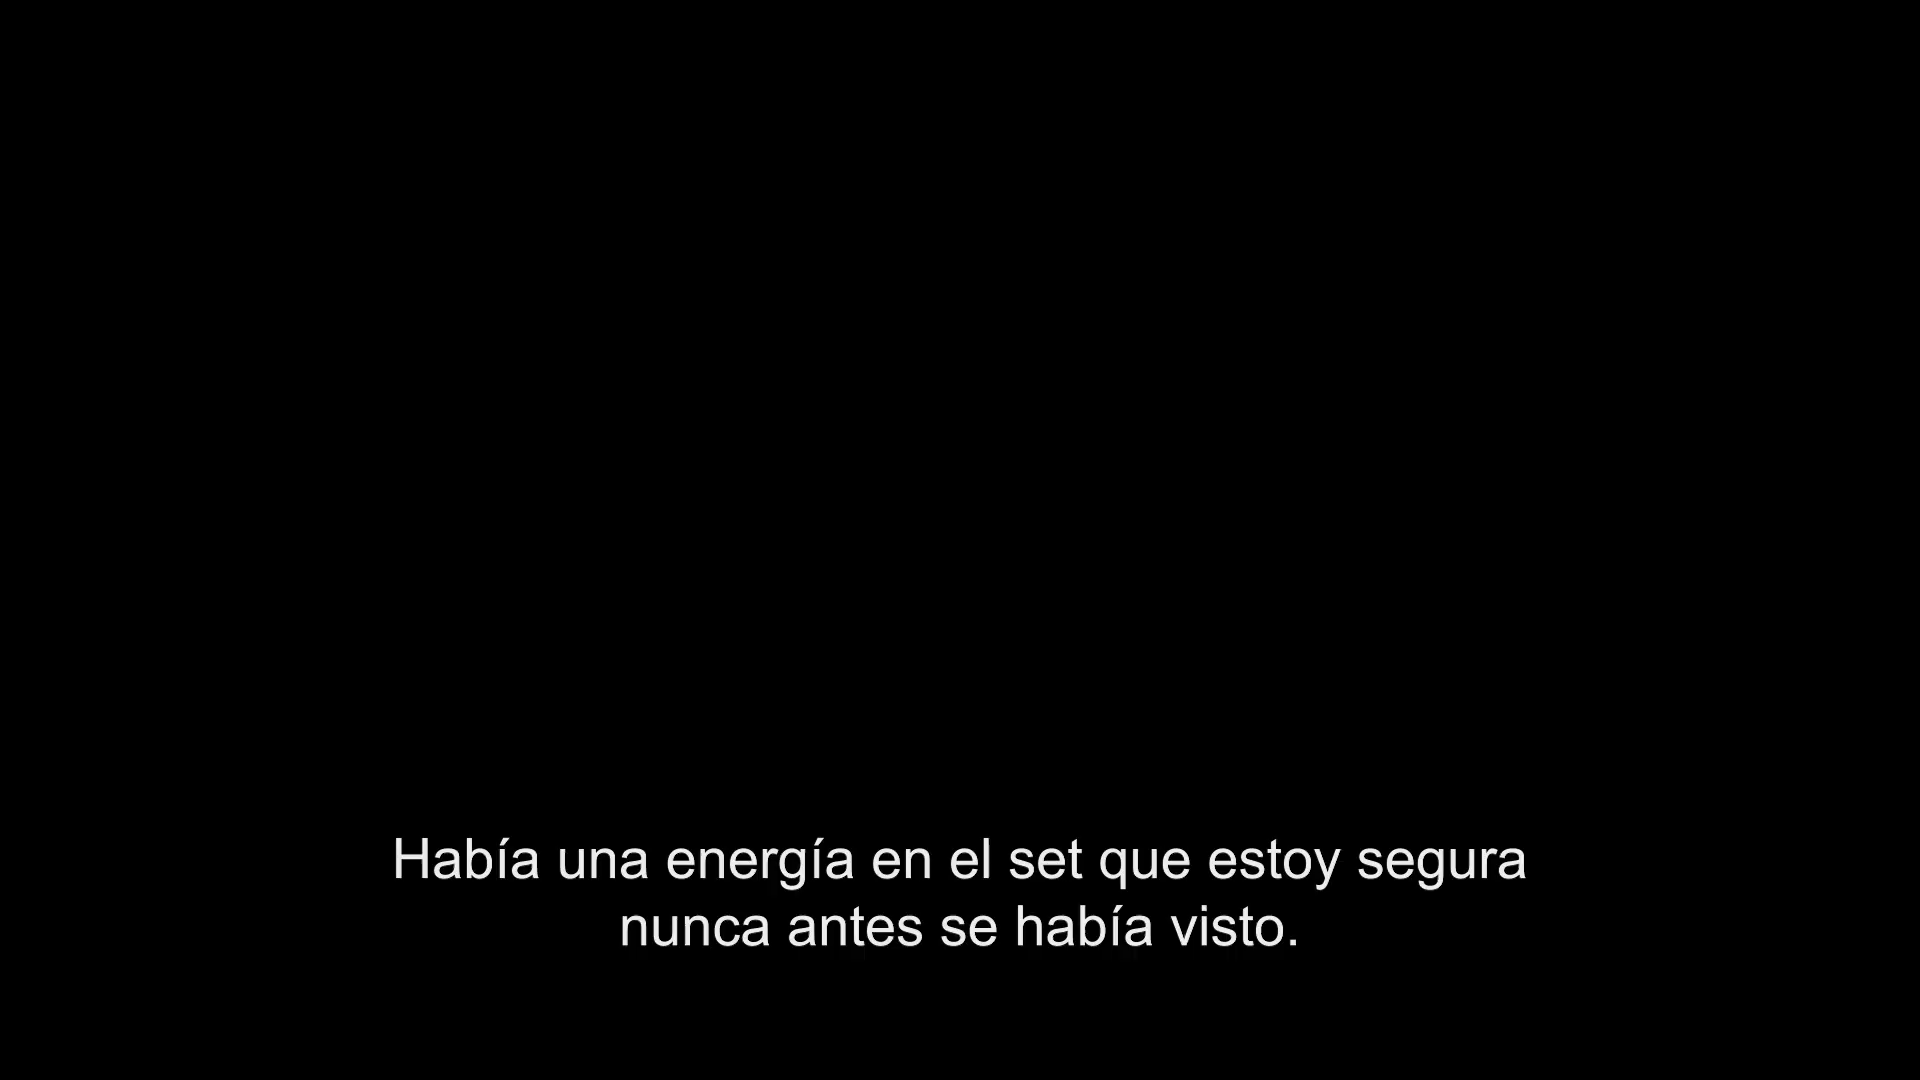 Había una energía en el set que estoy segura
nunca antes se había visto.